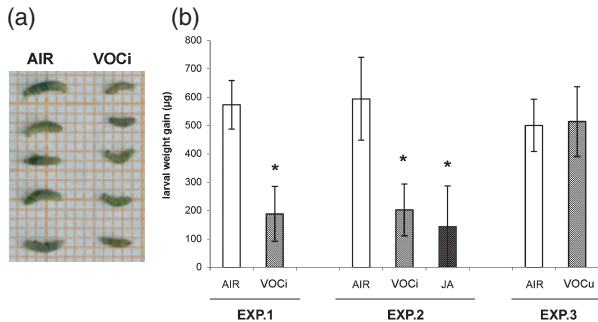 (a)
AIR VOCi
(b)
larval weight gain (µg)
800
700
600
500
400
300
200
100
0
* * *
AIR VOCi AIR VOCi JA AIR VOCu
EXP.1 EXP.2 EXP.3